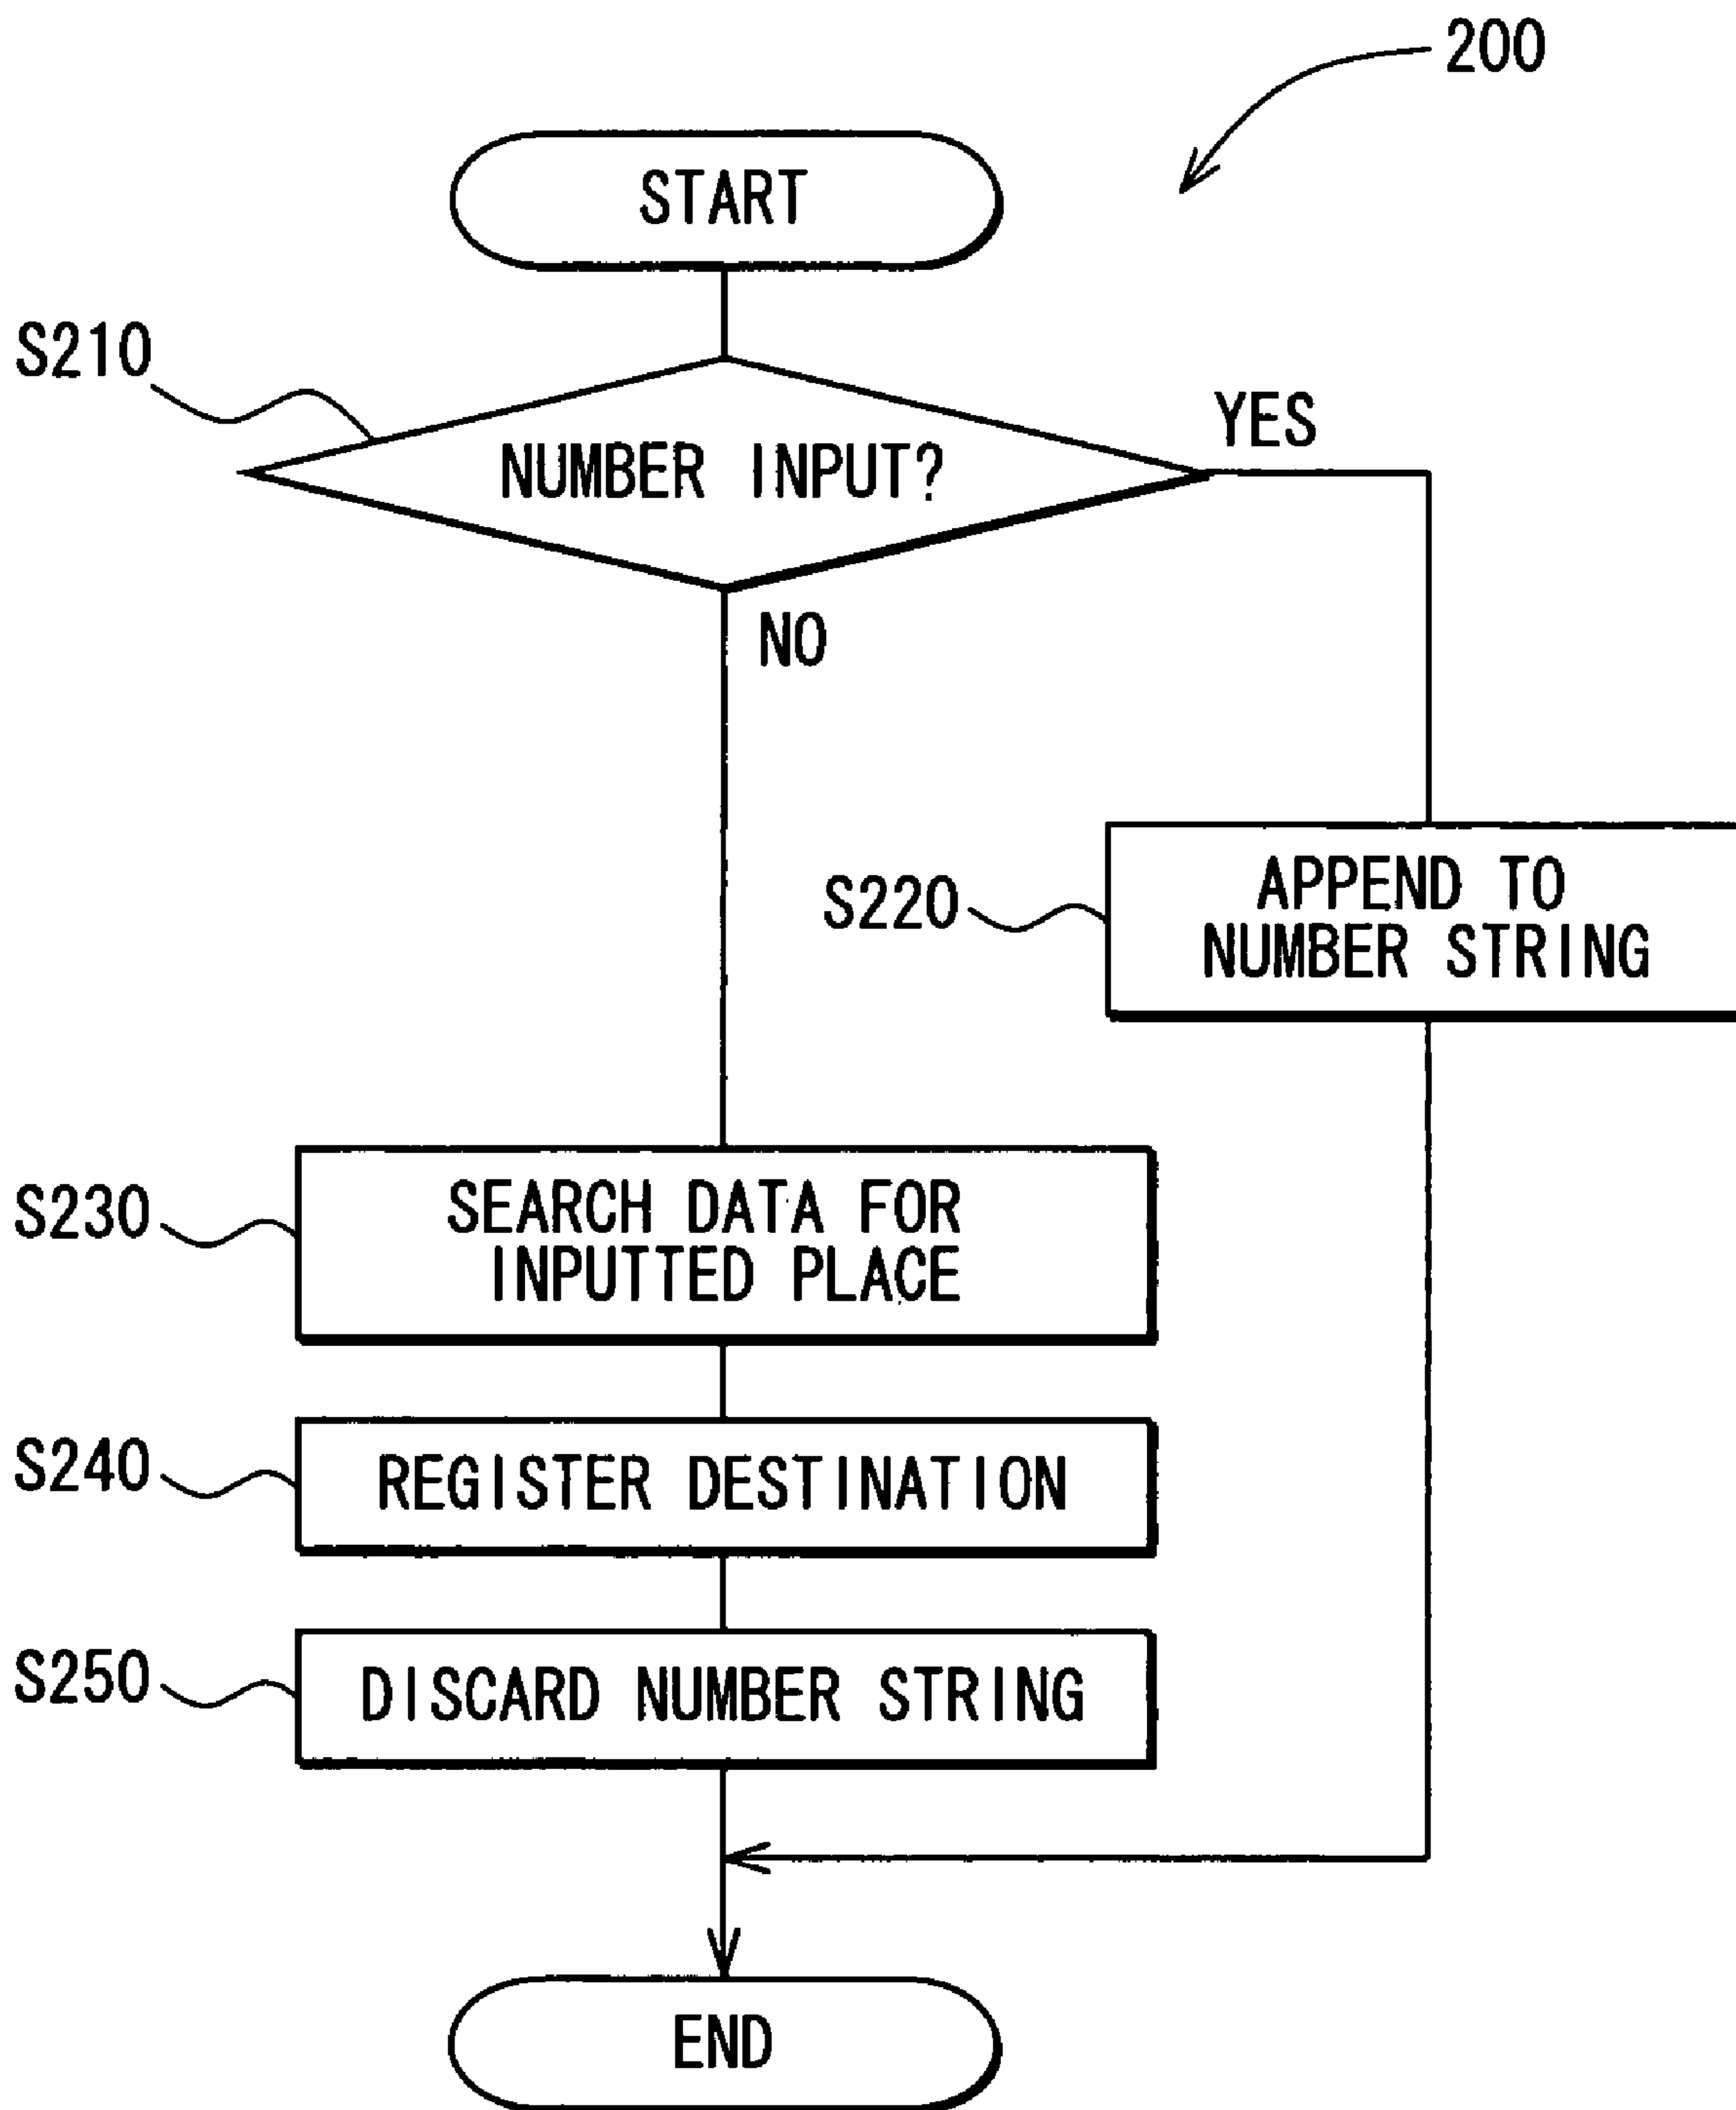 200
START
S210
NUMBER INPUT?
YES
NO
S220
APPEND TO
NUMBER STRING
S230
SEARCH DATA FOR
INPUTTED PLACE
S240
REGISTER DESTINATION
S250
DISCARD NUMBER STRING
END